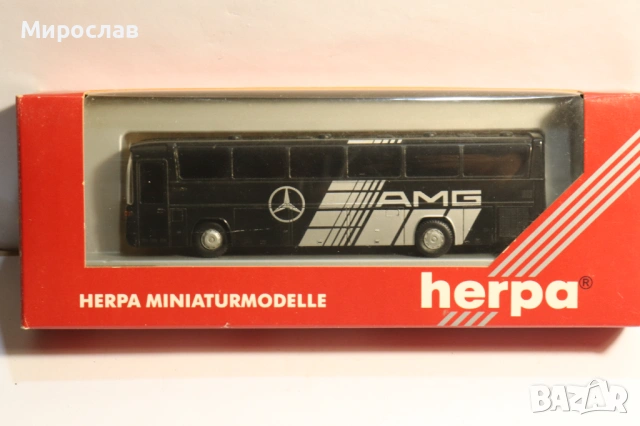 Мирослав
AMG
HERPA MINIATURMODELLE
herpa®
BAZAR